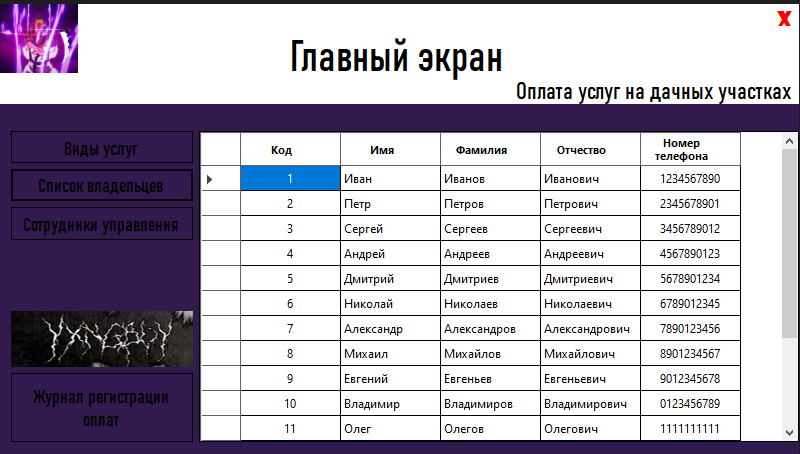 X
Главный экран
Оплата услуг на дачных участках
Виды услуг
Список владельцев
Сотрудники управления
Журнал регистрации
оплат
Код Имя Фамилия Отчество Номер телефона
1 Иван Иванов Иванович 1234567890
2 Петр Петров Петрович 2345678901
3 Сергей Сергеев Сергеевич 3456789012
4 Андрей Андреев Андреевич 4567890123
5 Дмитрий Дмитриев Дмитриевич 5678901234
6 Николай Николаев Николаевич 6789012345
7 Александр Александров Александрович 7890123456
8 Михаил Михайлов Михайлович 8901234567
9 Евгений Евгеньев Евгеньевич 9012345678
10 Владимир Владимиров Владимирович 0123456789
11 Олег Олегов Олегович 1111111111